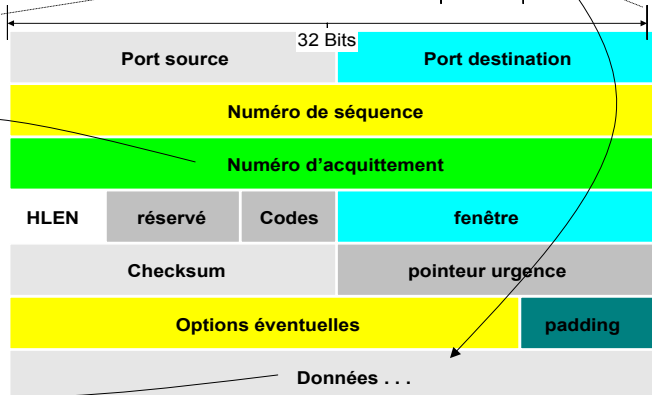 32 Bits
Port source Port destination
Numéro de séquence
Numéro d'acquittement
HLEN réservé Codes fenêtre
Checksum pointeur urgence
Options éventuelles padding
Données . . .